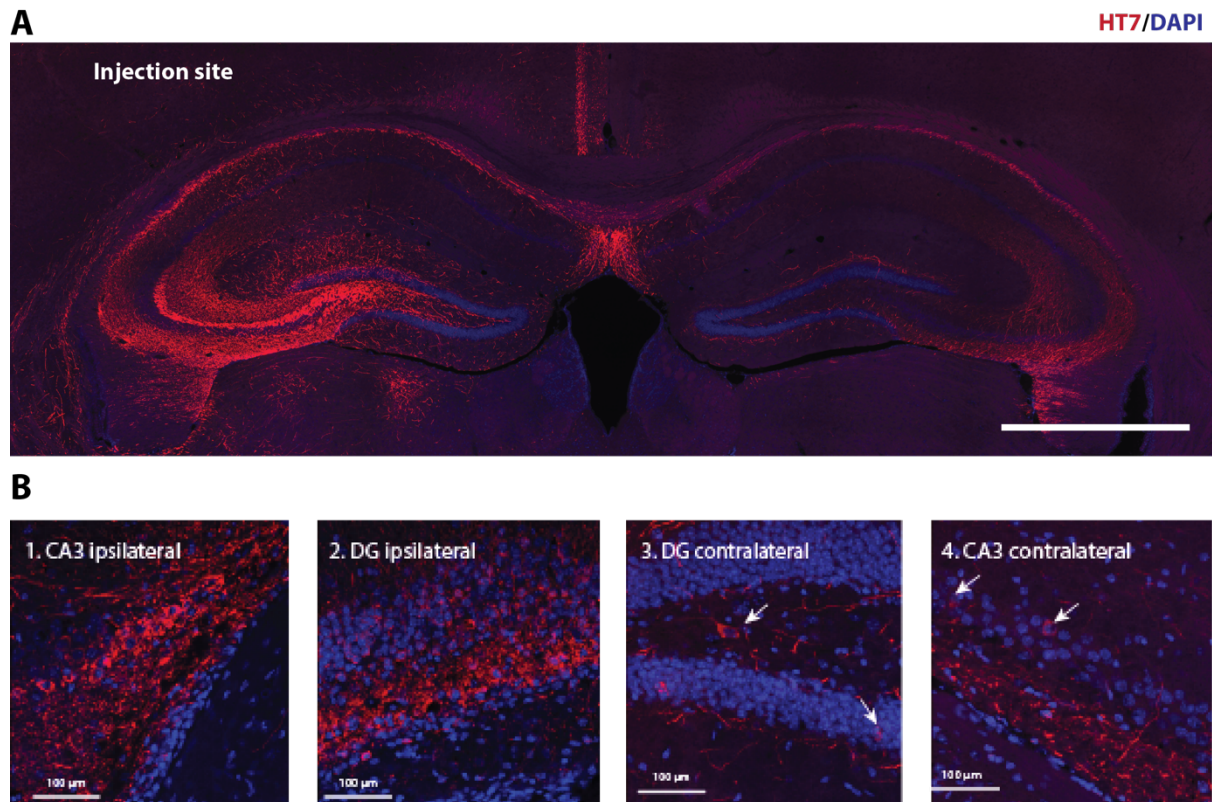 A
HT7/DAPI
Injection site
B
1. CA3 ipsilateral
2. DG ipsilateral
3. DG contralateral
4. CA3 contralateral
100 µm
100 µm
100 µm
100 µm